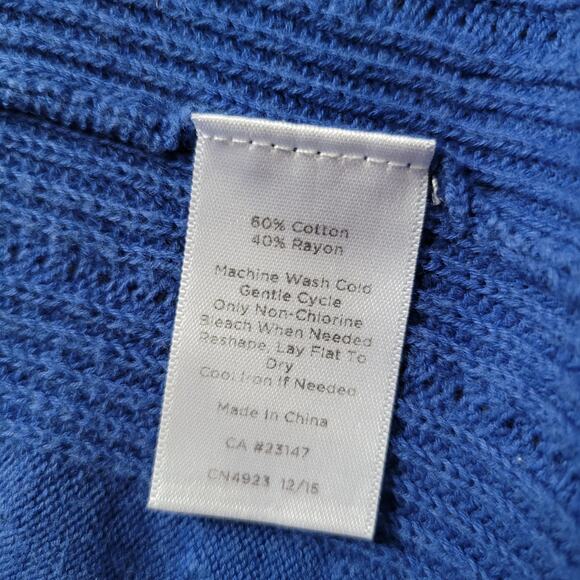 60% Cotton
40% Rayon
Machine Wash Cold
Gentle Cycle
Only Non-Chlorine
Bleach When Needed
Reshape, Lay Flat To
Dry
Cool Iron If Needed
Made in China
CA #23147
CN4923 12/15